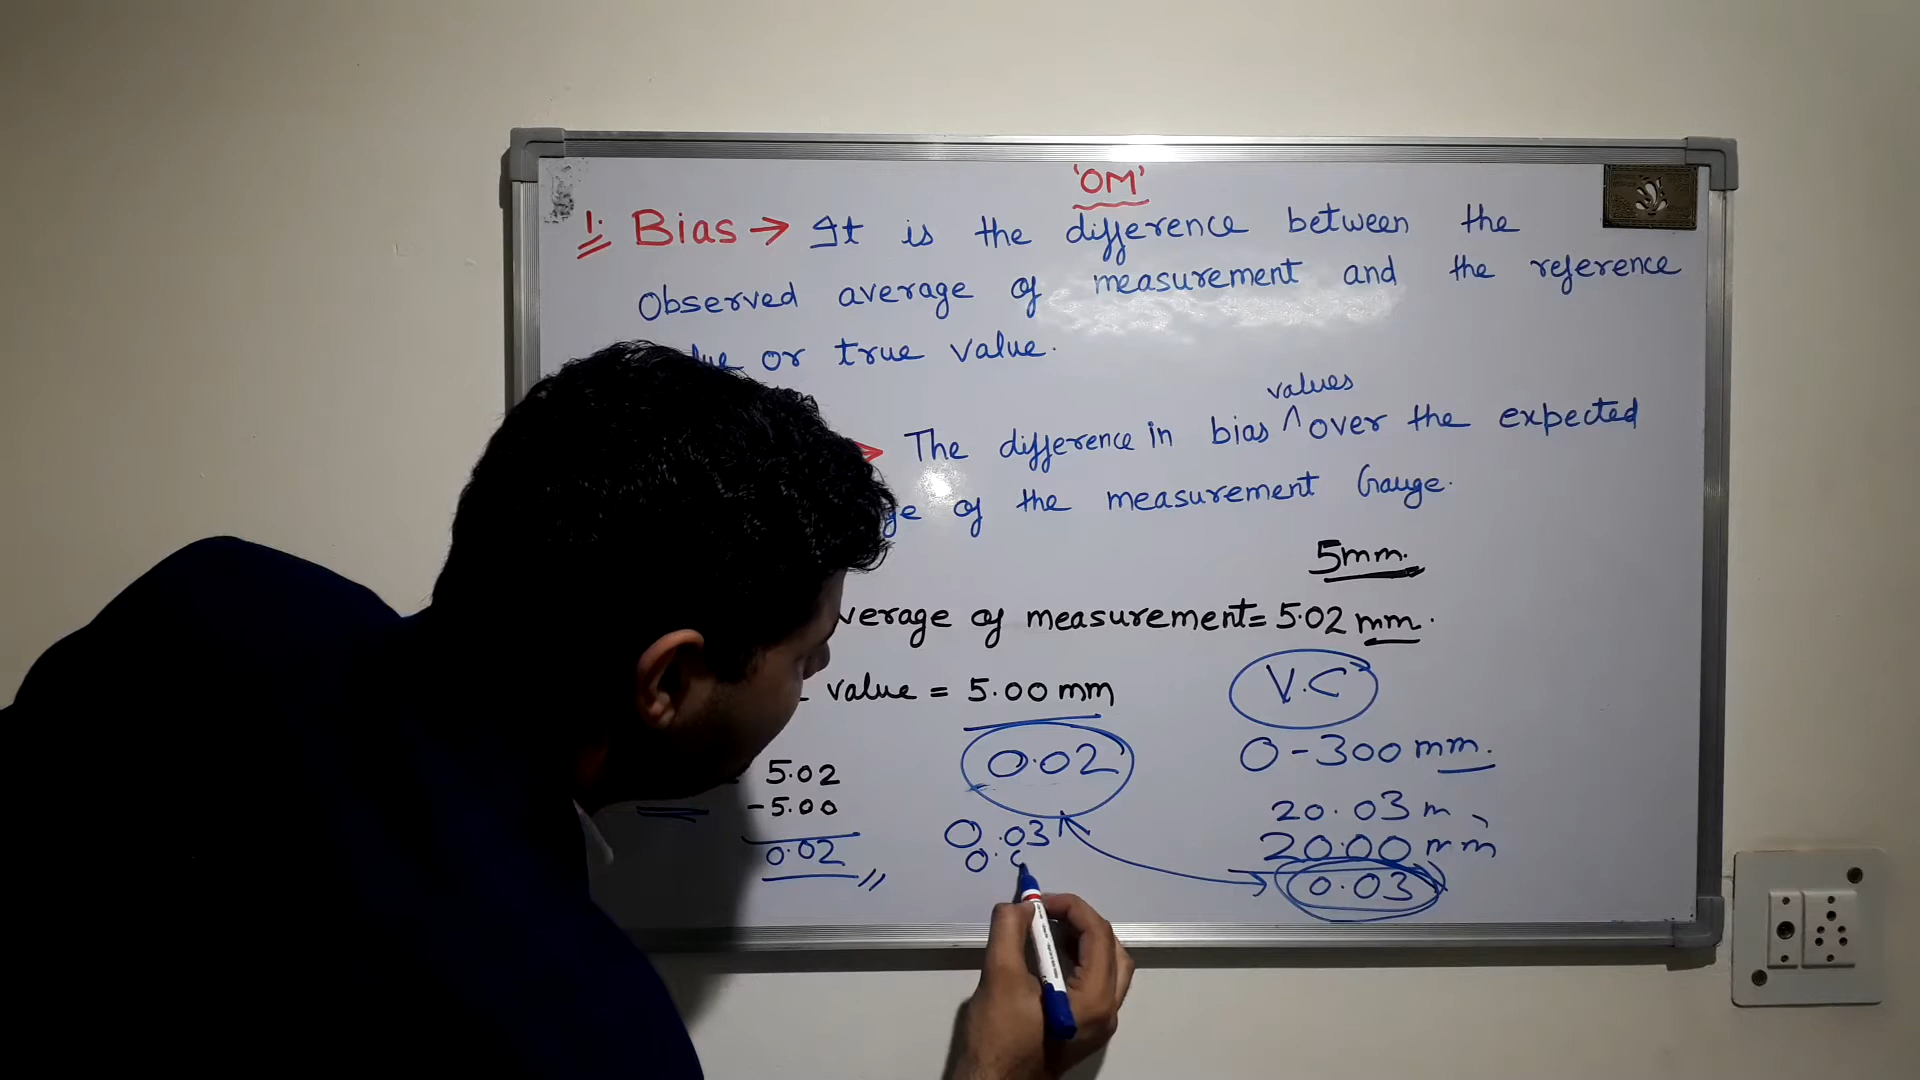 'OM'
1. Bias → It is the difference between the
Observed average of measurement and the reference
or true value.
values
→ The difference in bias ^ over the expected
of the measurement Gauge.
5mm.
of measurement = 5.02 mm.
value = 5.00 mm
V.C
0.02
0-300 mm.
5.02
-5.00
0.02
20.03 m
0.03
20.00 mm
0.
0.03